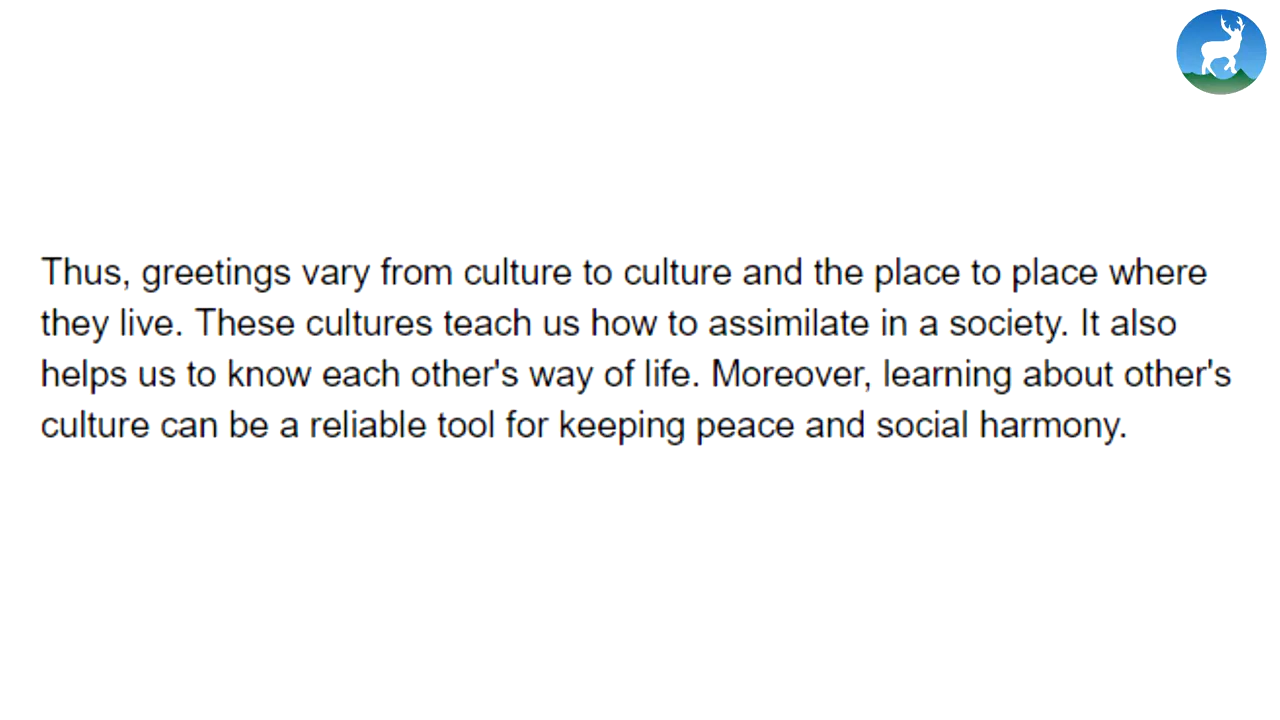 Thus, greetings vary from culture to culture and the place to place where
they live. These cultures teach us how to assimilate in a society. It also
helps us to know each other's way of life. Moreover, learning about other's
culture can be a reliable tool for keeping peace and social harmony.